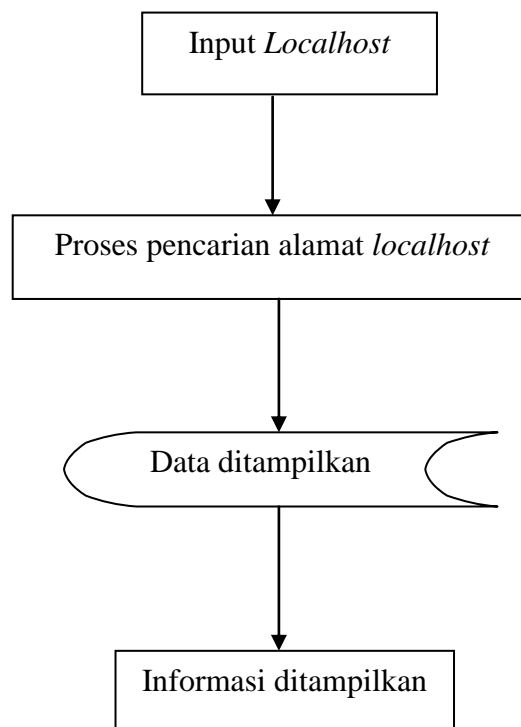 Input Localhost
Proses pencarian alamat localhost
Data ditampilkan
Informasi ditampilkan